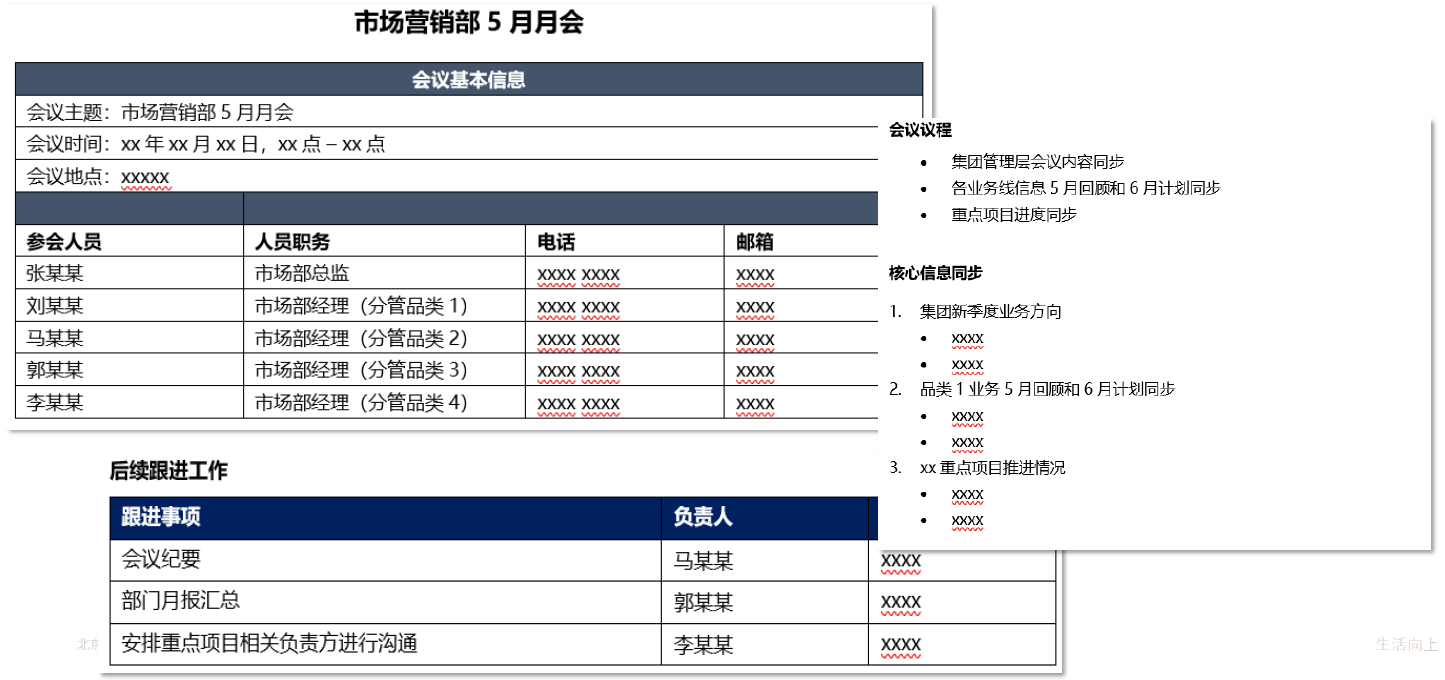 市场营销部 5 月月会
会议基本信息
会议主题：市场营销部 5 月月会
会议时间：xx 年 xx 月 xx 日，xx 点 – xx 点
会议地点：xxxxx
参会人员 人员职务 电话 邮箱
张某某 市场部总监 xxxx xxxx xxxx
刘某某 市场部经理（分管品类 1） xxxx xxxx xxxx
马某某 市场部经理（分管品类 2） xxxx xxxx xxxx
郭某某 市场部经理（分管品类 3） xxxx xxxx xxxx
李某某 市场部经理（分管品类 4） xxxx xxxx xxxx
会议议程
• 集团管理层会议内容同步
• 各业务线信息 5 月回顾和 6 月计划同步
• 重点项目进度同步
核心信息同步
1. 集团新季度业务方向
• xxxx
• xxxx
2. 品类 1 业务 5 月回顾和 6 月计划同步
• xxxx
• xxxx
3. xx 重点项目推进情况
• xxxx
• xxxx
后续跟进工作
跟进事项 负责人
会议纪要 马某某 xxxx
部门月报汇总 郭某某 xxxx
安排重点项目相关负责方进行沟通 李某某 xxxx
北京
生活向上